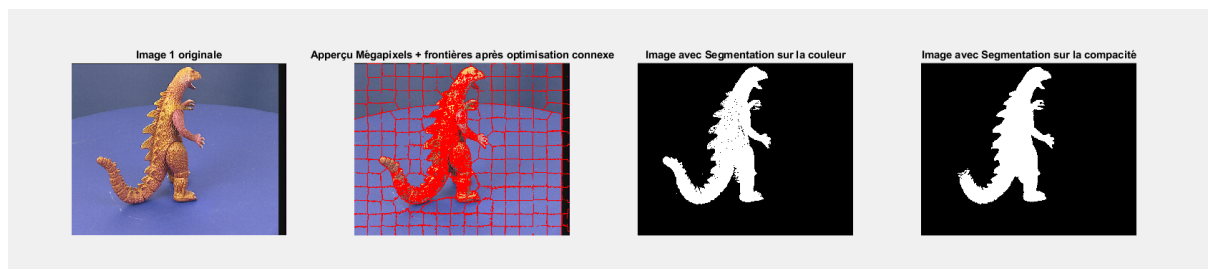 Image 1 originale
Apperçu Mégapixels + frontières après optimisation connexe
Image avec Segmentation sur la couleur
Image avec Segmentation sur la compacité